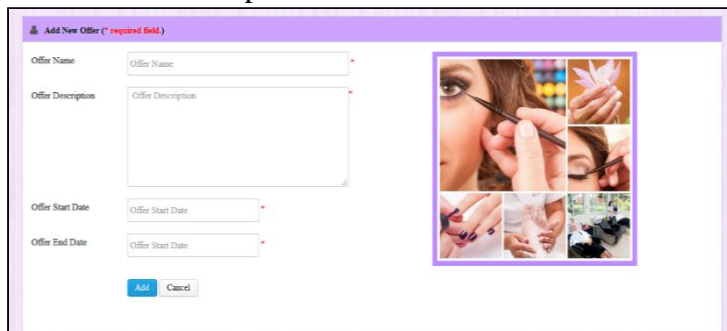 Add New Offer (* required field.)
Offer Name
Offer Name
*
Offer Description
Offer Description
*
Offer Start Date
Offer Start Date
*
Offer End Date
Offer Start Date
*
Add
Cancel